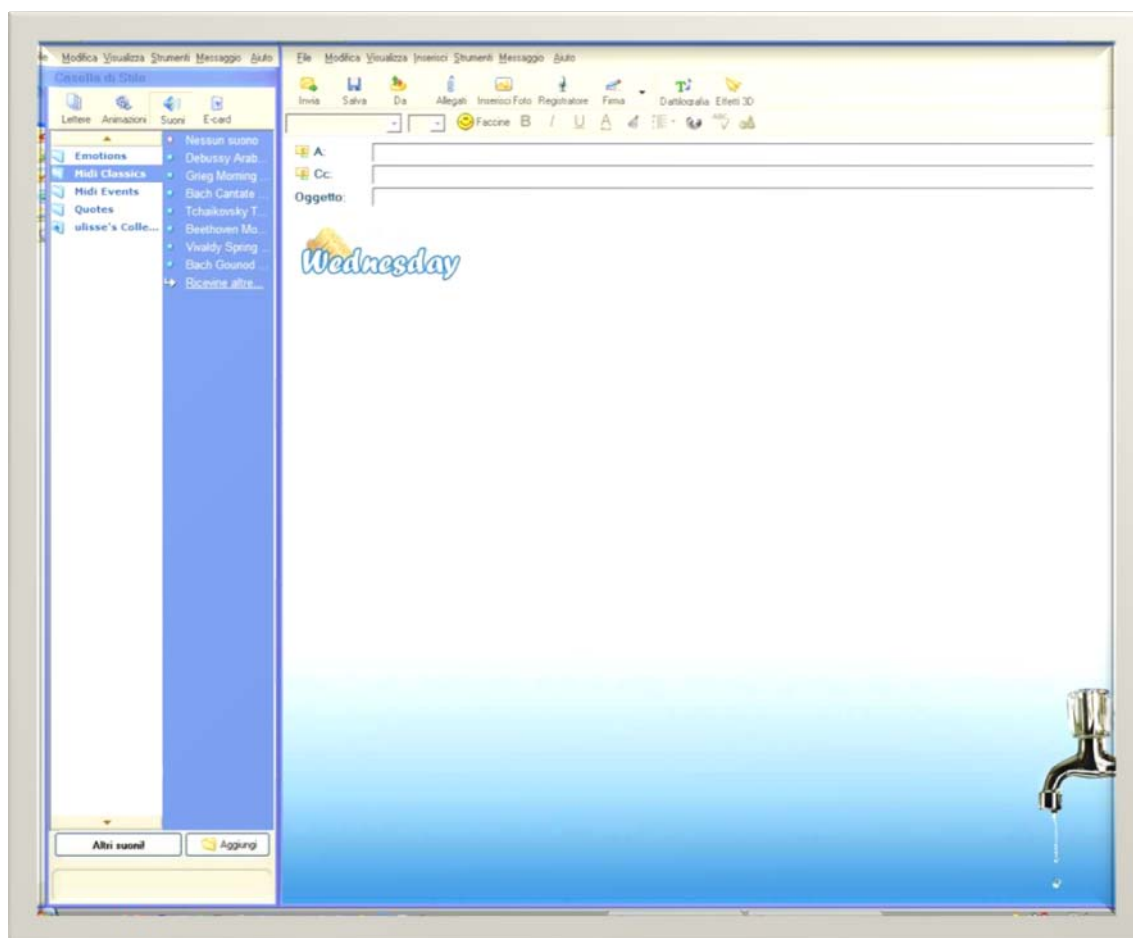 Modifica Visualizza Strumenti Messaggio Aiuto
Casella di Stile
Lettere Animazioni Suoni E-card
Emotions
Midi Classics
Midi Events
Quotes
ulisse's Colle...
Nessun suono
Debussy Arab...
Grieg Morning ...
Bach Cantate ...
Tchaikovsky T...
Beethoven Mo...
Vivaldy Spring ...
Bach Gounod ...
Ricevine altre...
Altri suoni!
Aggiungi
File Modifica Visualizza Inserisci Strumenti Messaggio Aiuto
Invia Salva Da Allegati Inserisci Foto Registratore Firma Dattilografia Effetti 3D
Faccine B I U A
A:
Cc:
Oggetto:
Wednesday